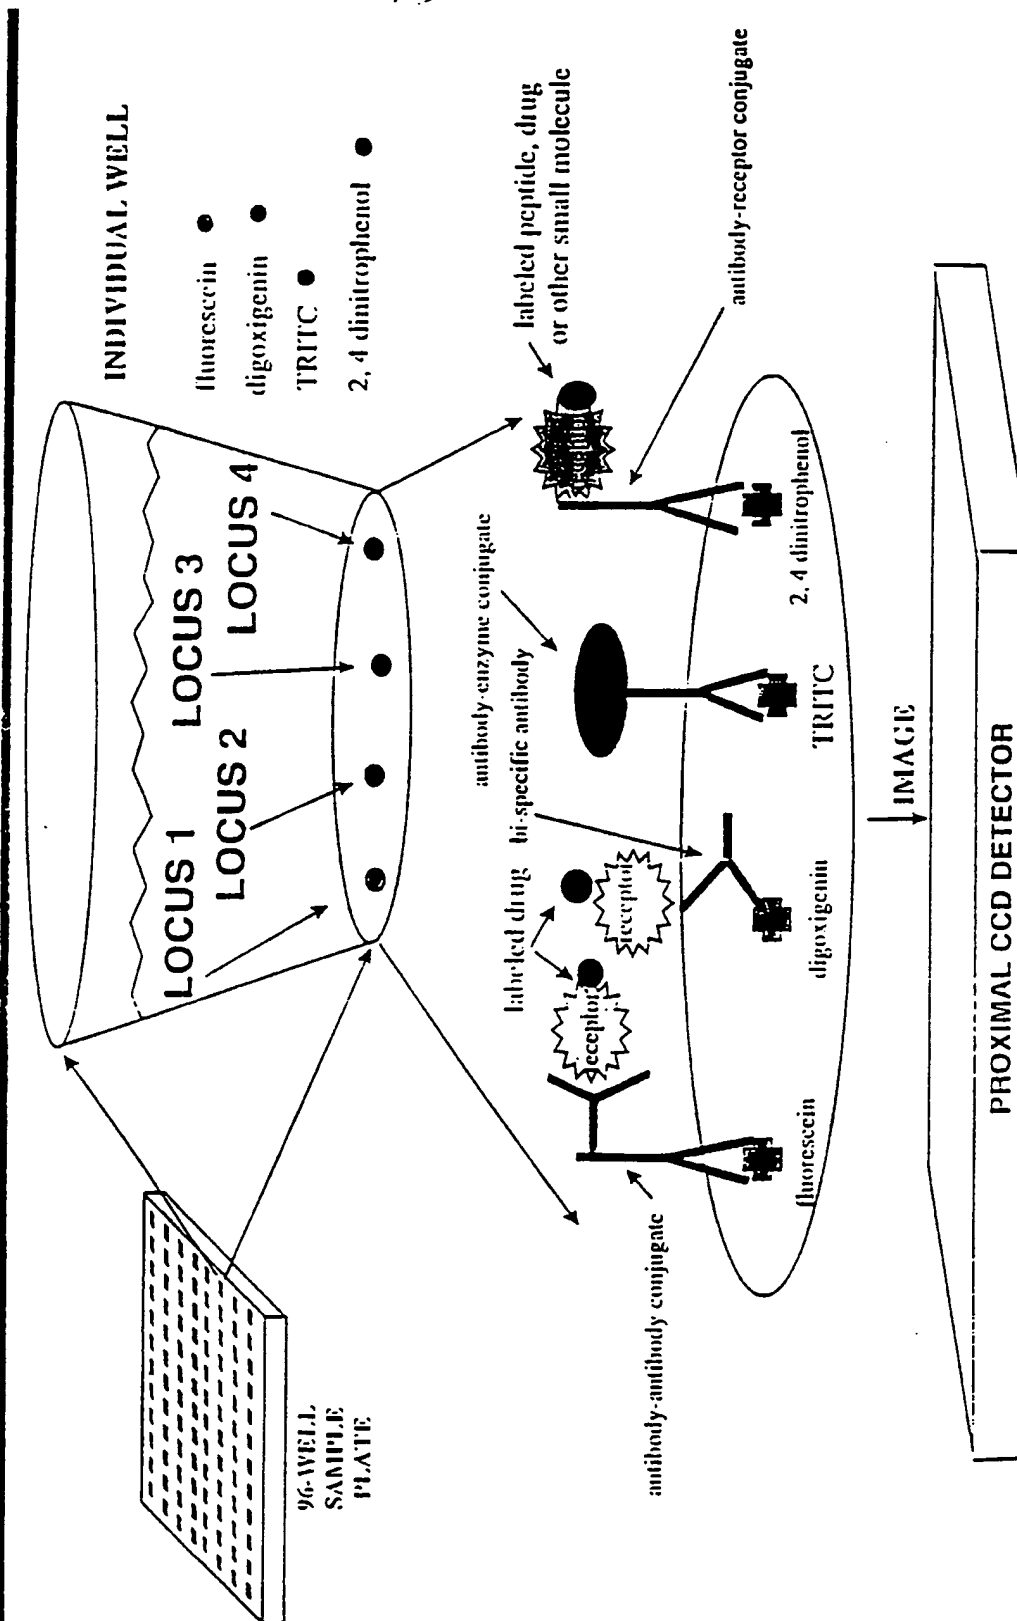 INDIVIDUAL WELL
fluorescein
digoxigenin
TRITC
2, 4 dinitrophenol
LOCUS 1
LOCUS 2
LOCUS 3
LOCUS 4
96-WELL
SAMPLE
PLATE
labeled peptide, drug
or other small molecule
antibody-enzyme conjugate
bi-specific antibody
labeled drug
receptor
receptor
antibody-receptor conjugate
antibody-antibody conjugate
fluorescein
digoxigenin
TRITC
2, 4 dinitrophenol
IMAGE
PROXIMAL CCD DETECTOR